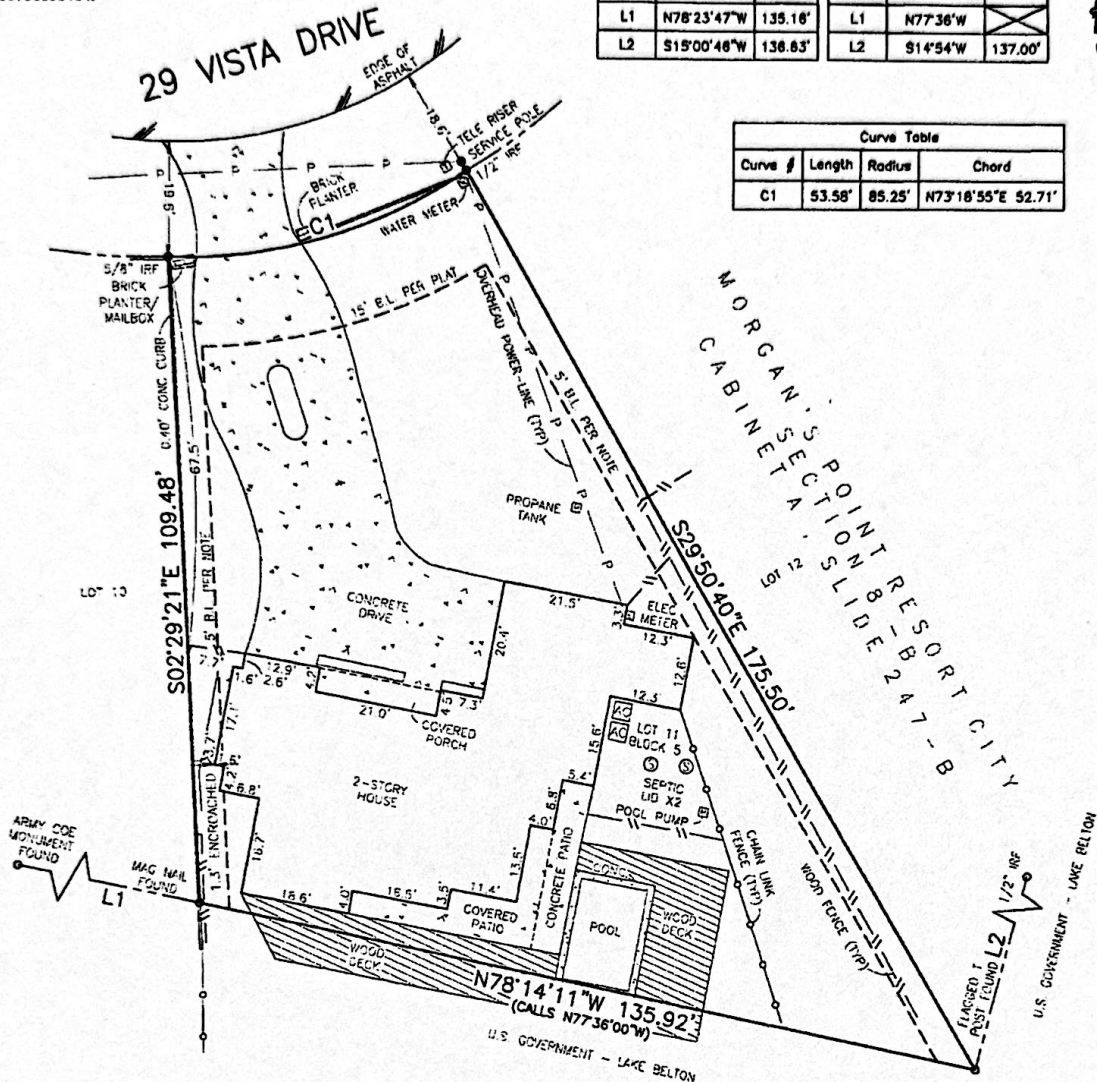 L1 N78°23'47"W 135.16'
L2 S15°00'46"W 136.83'
L1 N77°36'W
L2 S14°54'W 137.00'
Curve Table
Curve # Length Radius Chord
C1 53.58' 85.25' N73°18'55"E 52.71'
29 VISTA DRIVE
EDGE OF
ASPHALT
18.6'
TELE RISER
SERVICE POLE
1/2" IRF
P P P P
19.6'
BRICK
PLANTER
C1
WATER METER
5/8" IRF
BRICK
PLANTER/
MAILBOX
15' B.L. PER PLAT
OVERHEAD POWER-LINE (TYP)
5' B.L. PER NOTE
0.40' CONC CURB
67.5'
S02°29'21"E 109.48'
5' B.L. PER NOTE
LOT 10
MORGAN'S POINT RESORT CITY
SECTION 8-B
CABINET A, SLIDE 247-B
LOT 12
PROPANE
TANK
S29°50'40"E 175.50'
CONCRETE
DRIVE
21.5'
3.3'
ELEC
METER
12.3'
20.4'
12.6'
12.9'
1.6'
2.6'
4.2'
21.0'
4.5'
7.3'
COVERED
PORCH
17.1'
12.3'
AC
AC
LOT 11
BLOCK 5
S S
SEPTIC
LID X2
POOL PUMP
15.6'
5.4'
6.8'
2-STORY
HOUSE
4.2'
6.8'
1.3' ENCROACHED
4.0'
13.5'
CONCRETE PATIO
CHAIN LINK
FENCE (TYP)
WOOD FENCE (TYP)
ARMY COE
MONUMENT
FOUND
L1
MAG NAIL
FOUND
16.7'
4.0'
16.5'
3.5'
11.4'
COVERED
PATIO
CONC.
POOL
WOOD
DECK
WOOD
DECK
N78°14'11"W 135.92'
(CALLS N77°36'00"W)
U.S. GOVERNMENT - LAKE BELTON
FLAGGED T
POST FOUND
L2
1/2" IRF
U.S. GOVERNMENT - LAKE BELTON